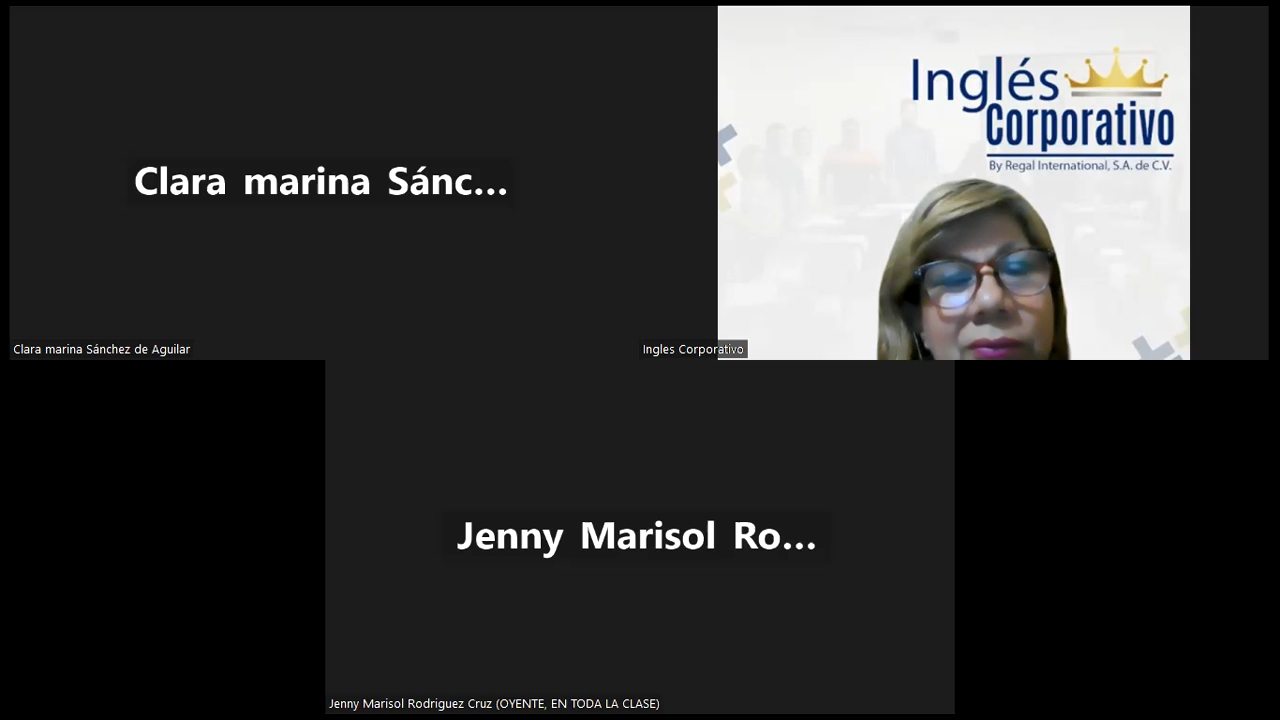 Clara marina Sánc...
Clara marina Sánchez de Aguilar
Inglés
Corporativo
By Regal International, S.A. de C.V.
Ingles Corporativo
Jenny Marisol Ro...
Jenny Marisol Rodriguez Cruz (OYENTE, EN TODA LA CLASE)